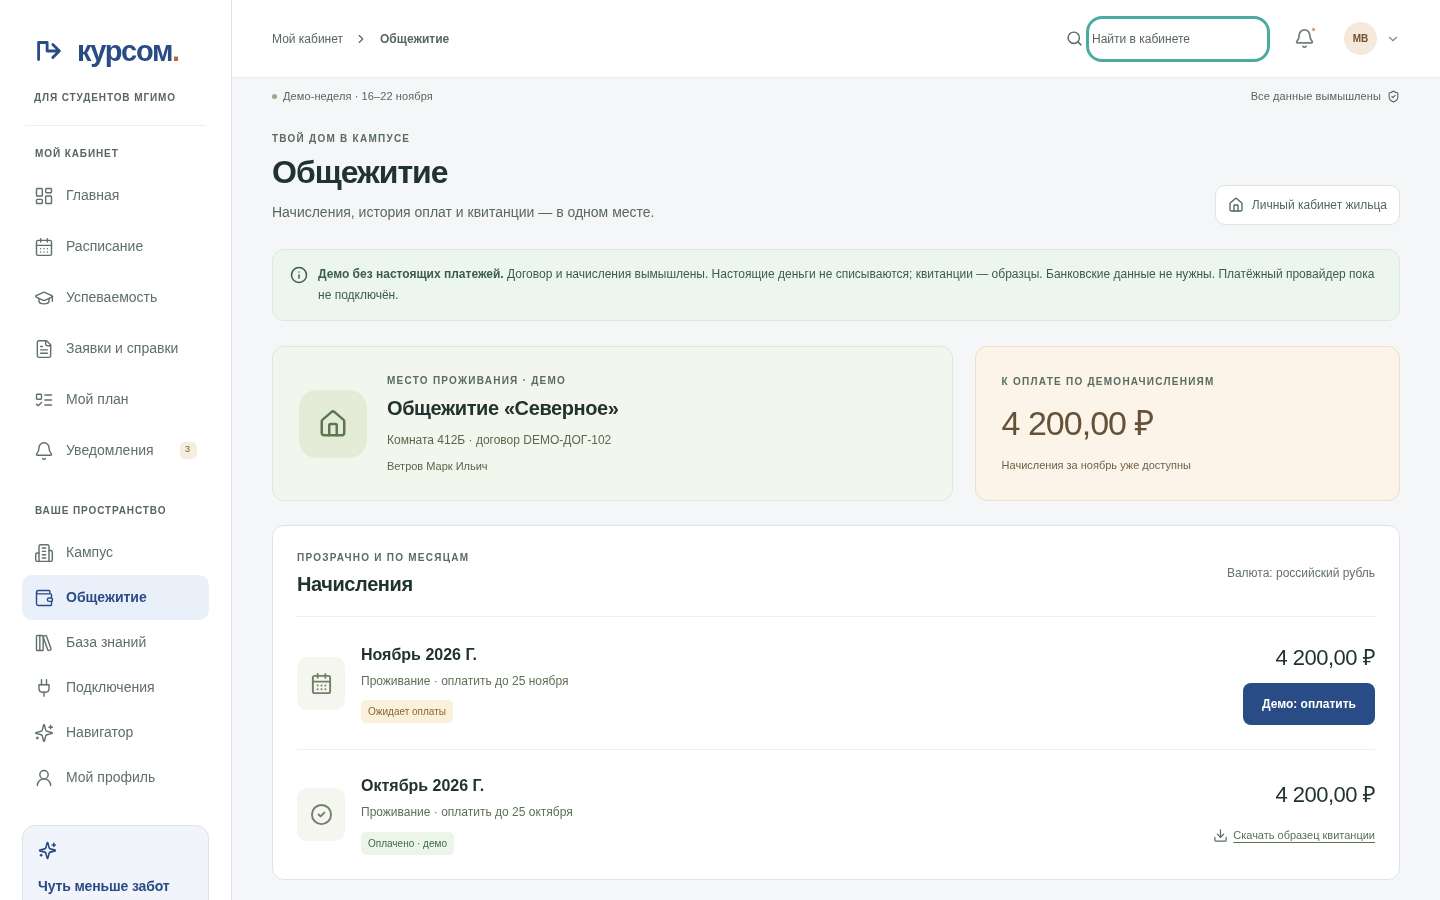 курсом.
ДЛЯ СТУДЕНТОВ МГИМО
МОЙ КАБИНЕТ
Главная
Расписание
Успеваемость
Заявки и справки
Мой план
Уведомления 3
ВАШЕ ПРОСТРАНСТВО
Кампус
Общежитие
База знаний
Подключения
Навигатор
Мой профиль
Чуть меньше забот
Мой кабинет Общежитие
Найти в кабинете
МВ
Демо-неделя · 16–22 ноября
Все данные вымышлены
ТВОЙ ДОМ В КАМПУСЕ
Общежитие
Начисления, история оплат и квитанции — в одном месте.
Личный кабинет жильца
Демо без настоящих платежей. Договор и начисления вымышлены. Настоящие деньги не списываются; квитанции — образцы. Банковские данные не нужны. Платёжный провайдер пока
не подключён.
МЕСТО ПРОЖИВАНИЯ · ДЕМО
Общежитие «Северное»
Комната 412Б · договор DEMO-ДОГ-102
Ветров Марк Ильич
К ОПЛАТЕ ПО ДЕМОНАЧИСЛЕНИЯМ
4 200,00 ₽
Начисления за ноябрь уже доступны
ПРОЗРАЧНО И ПО МЕСЯЦАМ
Начисления
Валюта: российский рубль
Ноябрь 2026 Г.
Проживание · оплатить до 25 ноября
Ожидает оплаты
4 200,00 ₽
Демо: оплатить
Октябрь 2026 Г.
Проживание · оплатить до 25 октября
Оплачено · демо
4 200,00 ₽
Скачать образец квитанции